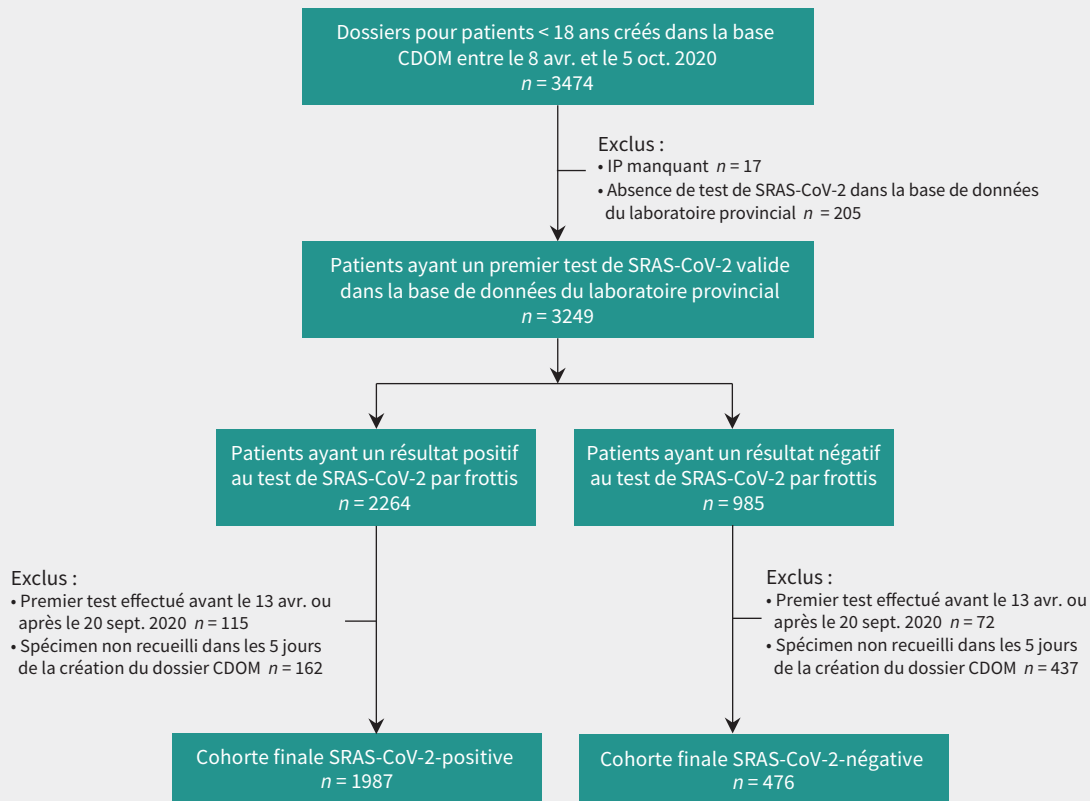 Dossiers pour patients < 18 ans créés dans la base
CDOM entre le 8 avr. et le 5 oct. 2020
n = 3474
Exclus :
• IP manquant n = 17
• Absence de test de SRAS-CoV-2 dans la base de données
du laboratoire provincial n = 205
Patients ayant un premier test de SRAS-CoV-2 valide
dans la base de données du laboratoire provincial
n = 3249
Patients ayant un résultat positif
au test de SRAS-CoV-2 par frottis
n = 2264
Patients ayant un résultat négatif
au test de SRAS-CoV-2 par frottis
n = 985
Exclus :
• Premier test effectué avant le 13 avr. ou
après le 20 sept. 2020 n = 115
• Spécimen non recueilli dans les 5 jours
de la création du dossier CDOM n = 162
Exclus :
• Premier test effectué avant le 13 avr. ou
après le 20 sept. 2020 n = 72
• Spécimen non recueilli dans les 5 jours
de la création du dossier CDOM n = 437
Cohorte finale SRAS-CoV-2-positive
n = 1987
Cohorte finale SRAS-CoV-2-négative
n = 476